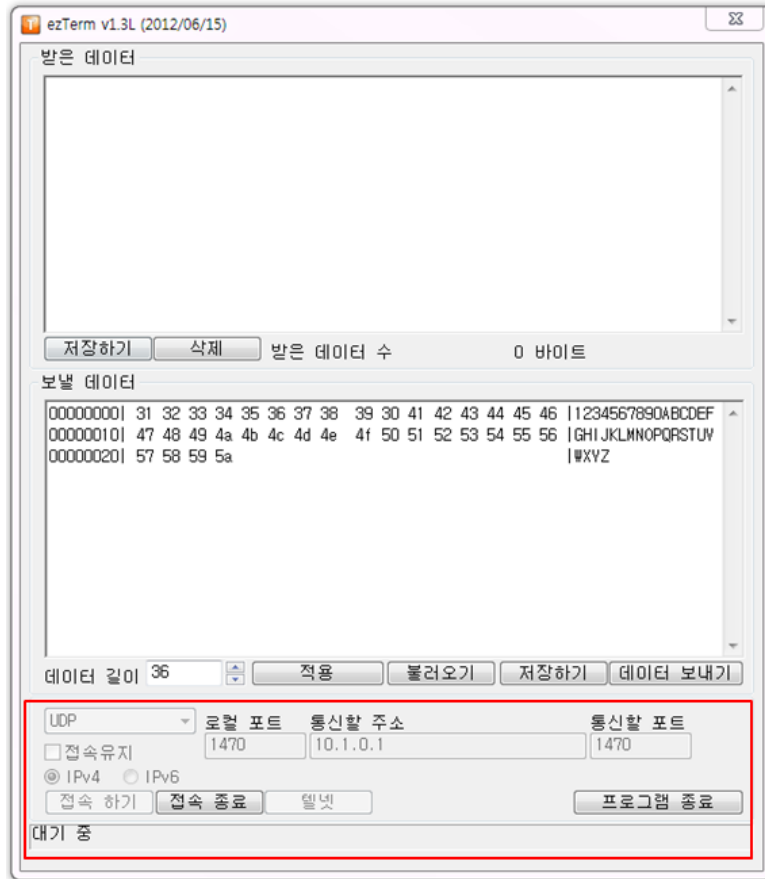 ezTerm v1.3L (2012/06/15)
받은 데이터
저장하기 삭제 받은 데이터 수 0 바이트
보낼 데이터
00000000| 31 32 33 34 35 36 37 38 39 30 41 42 43 44 45 46 |1234567890ABCDEF
00000010| 47 48 49 4a 4b 4c 4d 4e 4f 50 51 52 53 54 55 56 |GHIJKLMNOPQRSTUV
00000020| 57 58 59 5a |WXYZ
데이터 길이 36 적용 불러오기 저장하기 데이터 보내기
UDP 로컬 포트 통신할 주소 통신할 포트
접속유지 1470 10.1.0.1 1470
IPv4 IPv6
접속 하기 접속 종료 텔넷 프로그램 종료
대기 중